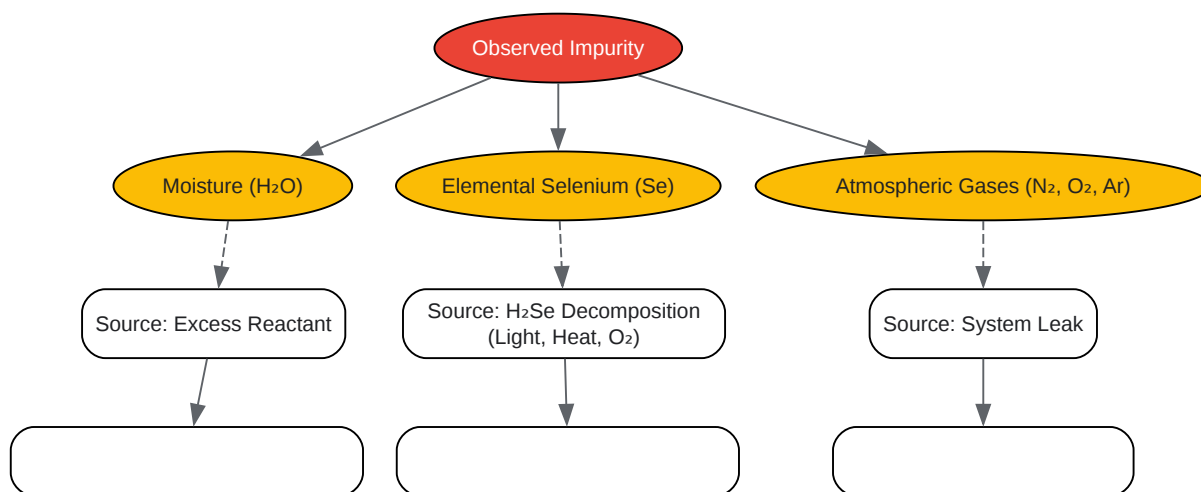 Observed Impurity
Moisture (H₂O)
Elemental Selenium (Se)
Atmospheric Gases (N₂, O₂, Ar)
Source: Excess Reactant
Source: H₂Se Decomposition
(Light, Heat, O₂)
Source: System Leak